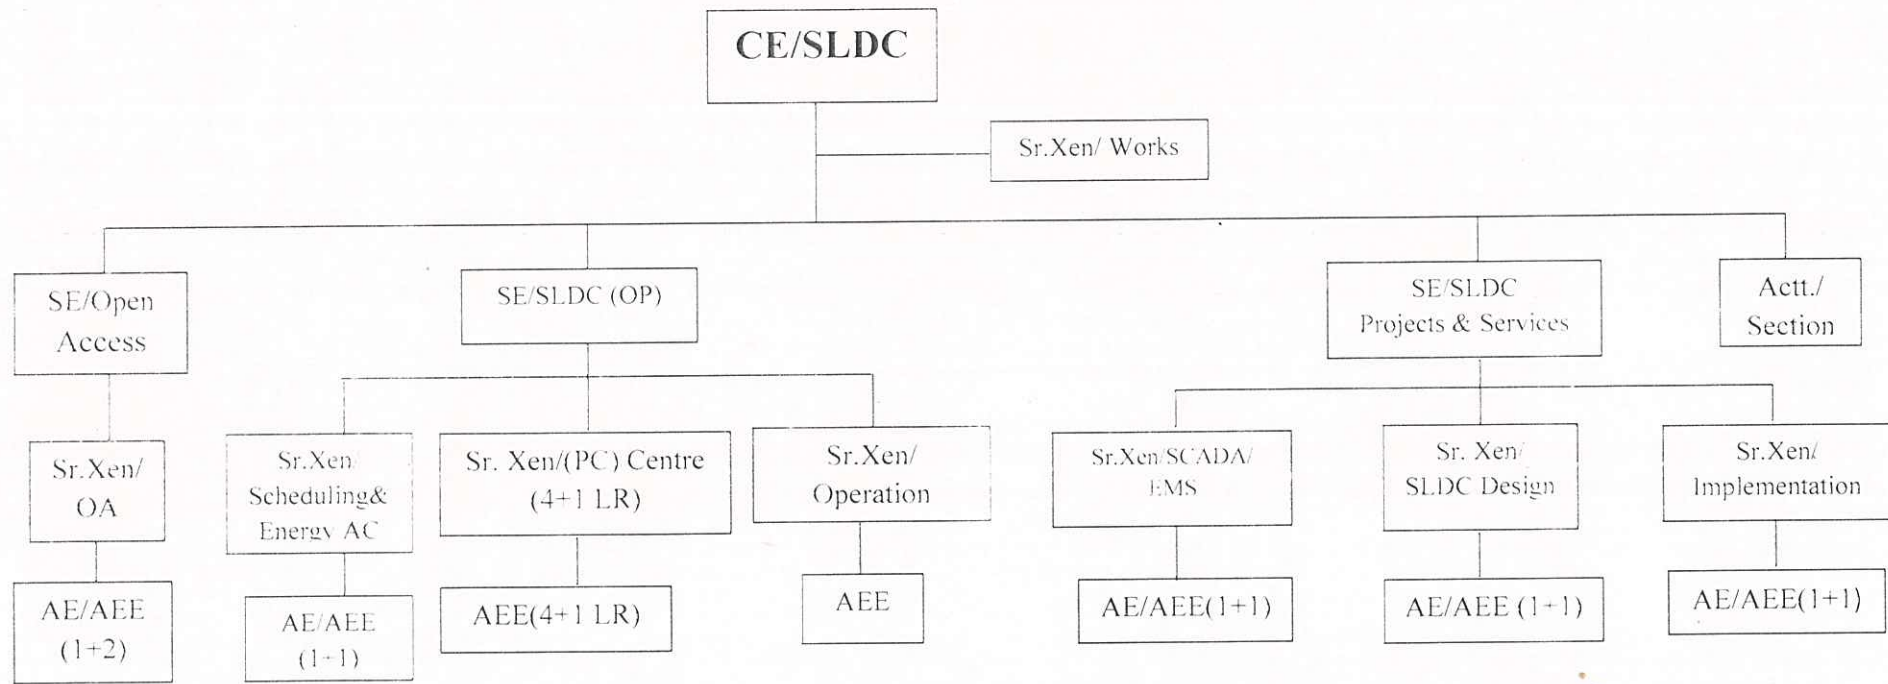 CE/SLDC
Sr.Xen/ Works
SE/Open
Access
SE/SLDC (OP)
SE/SLDC
Projects & Services
Actt./
Section
Sr.Xen/
OA
Sr.Xen/
Scheduling&
Energy AC
Sr. Xen/(PC) Centre
(4+1 LR)
Sr.Xen/
Operation
Sr.Xen/SCADA/
EMS
Sr. Xen/
SLDC Design
Sr.Xen/
Implementation
AE/AEE
(1+2)
AE/AEE
(1+1)
AEE(4+1 LR)
AEE
AE/AEE(1+1)
AE/AEE (1+1)
AE/AEE(1+1)